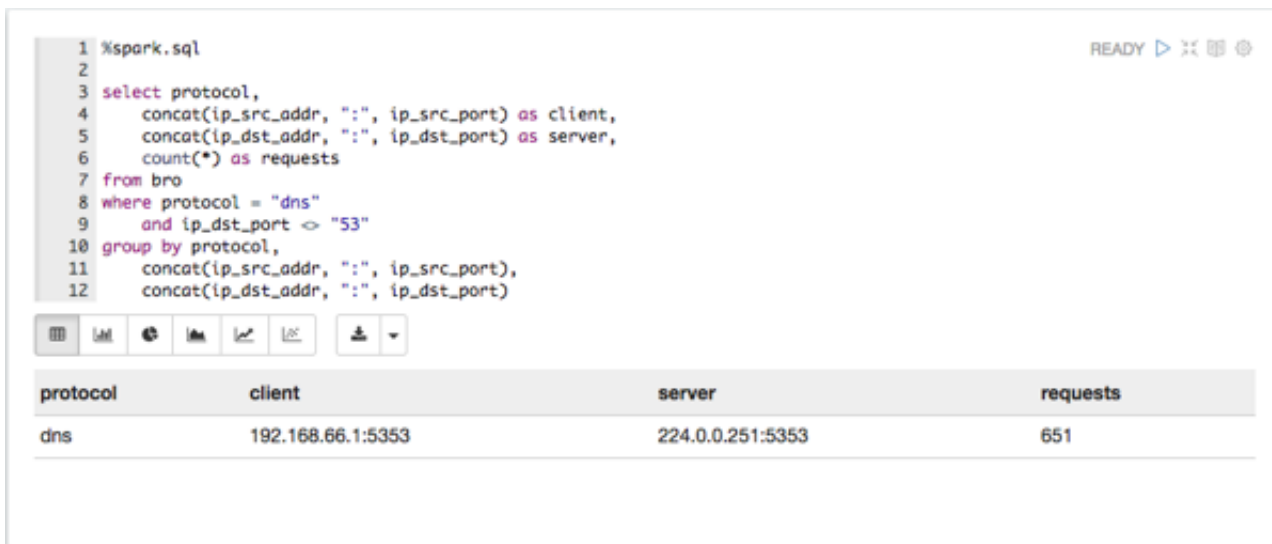 1 %spark.sql
READY
2
3 select protocol,
4 concat(ip_src_addr, ":", ip_src_port) as client,
5 concat(ip_dst_addr, ":", ip_dst_port) as server,
6 count(*) as requests
7 from bro
8 where protocol = "dns"
9 and ip_dst_port <> "53"
10 group by protocol,
11 concat(ip_src_addr, ":", ip_src_port),
12 concat(ip_dst_addr, ":", ip_dst_port)
protocol client server requests
dns 192.168.66.1:5353 224.0.0.251:5353 651